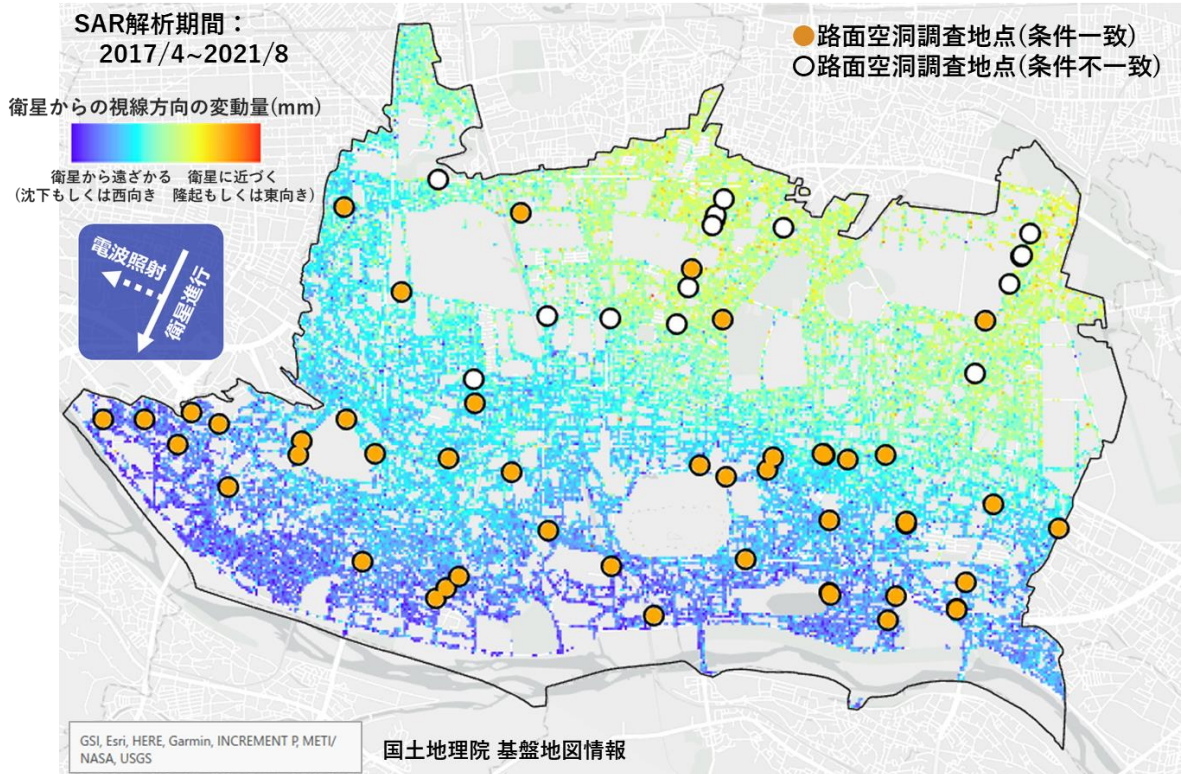 SAR解析期間：
2017/4~2021/8
●路面空洞調査地点(条件一致)
○路面空洞調査地点(条件不一致)
衛星からの視線方向の変動量(mm)
衛星から遠ざかる　衛星に近づく
(沈下もしくは西向き　隆起もしくは東向き)
電波照射
衛星進行
GSI, Esri, HERE, Garmin, INCREMENT P, METI/
NASA, USGS
国土地理院 基盤地図情報